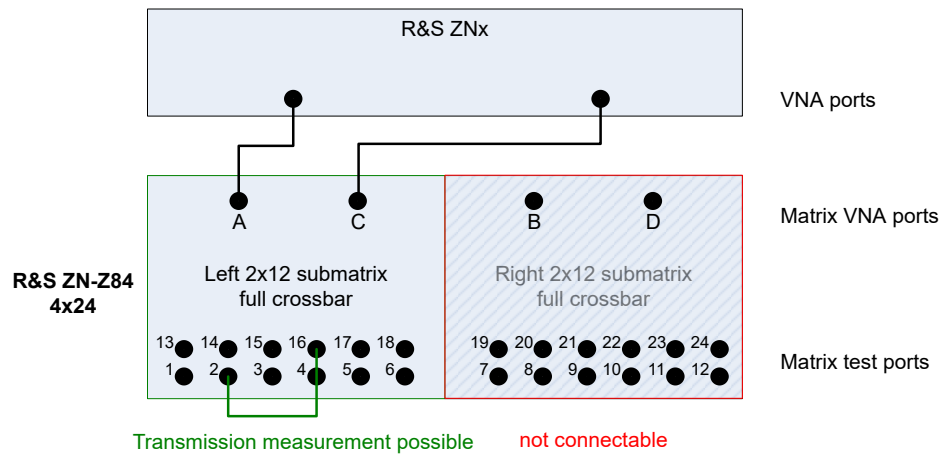 R&S ZNx
VNA ports
A C B D
Matrix VNA ports
R&S ZN-Z84
4x24
Left 2x12 submatrix
full crossbar
Right 2x12 submatrix
full crossbar
13 14 15 16 17 18 19 20 21 22 23 24
1 2 3 4 5 6 7 8 9 10 11 12
Matrix test ports
Transmission measurement possible
not connectable